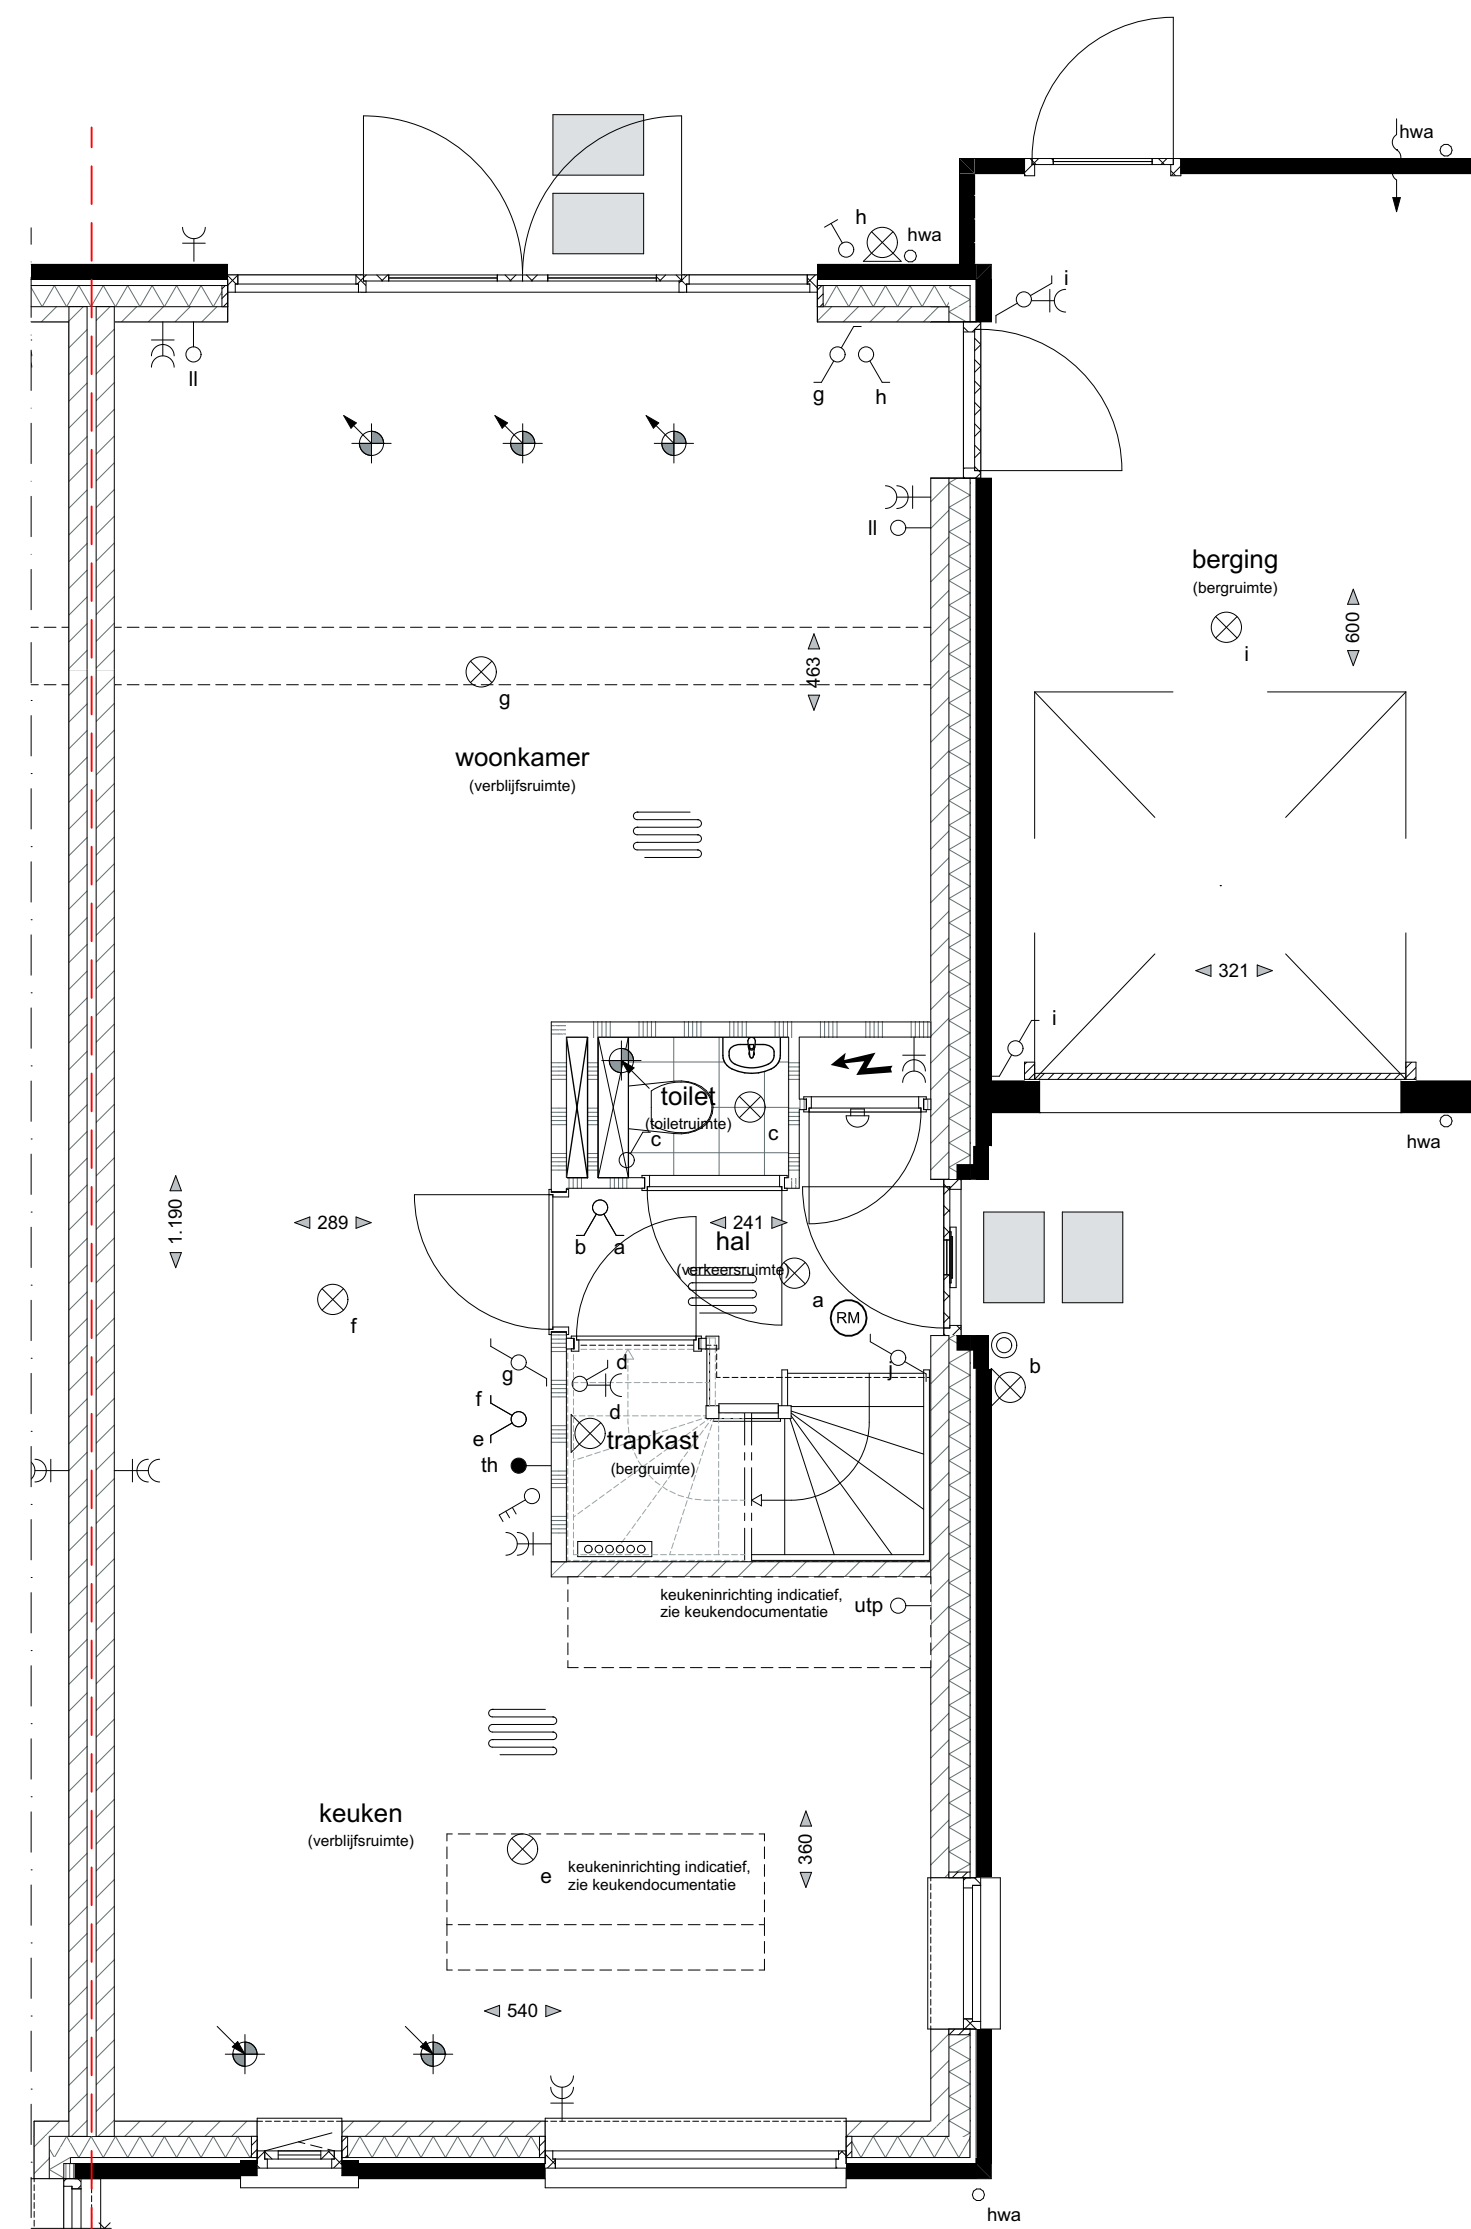 hwa
h
hwa
i
ll
g
h
ll
berging
(bergruimte)
600
i
463
g
woonkamer
(verblijfsruimte)
321
i
toilet
(toiletruimte)
c
c
hwa
1.190
289
241
b
a
hal
(verkeersruimte)
a
f
RM
b
g
d
j
f
d
e
trapkast
(bergruimte)
th
keukeninrichting indicatief,
zie keukendocumentatie
utp
keuken
(verblijfsruimte)
360
e
keukeninrichting indicatief,
zie keukendocumentatie
540
hwa